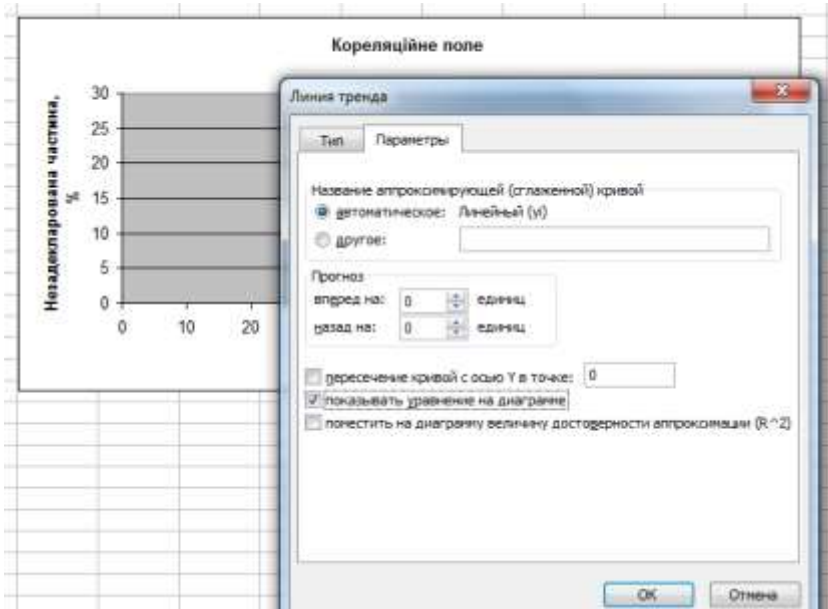 Кореляційне поле
Незадекларована частина, %
30
25
20
15
10
5
0
0 10 20
Линия тренда
Тип Параметры
Название аппроксимирующей (сглаженной) кривой
автоматическое: Линейный (yi)
другое:
Прогноз
вперед на: 0 единиц
назад на: 0 единиц
пересечение кривой с осью Y в точке: 0
показывать уравнение на диаграмме
поместить на диаграмму величину достоверности аппроксимации (R^2)
ОК Отмена